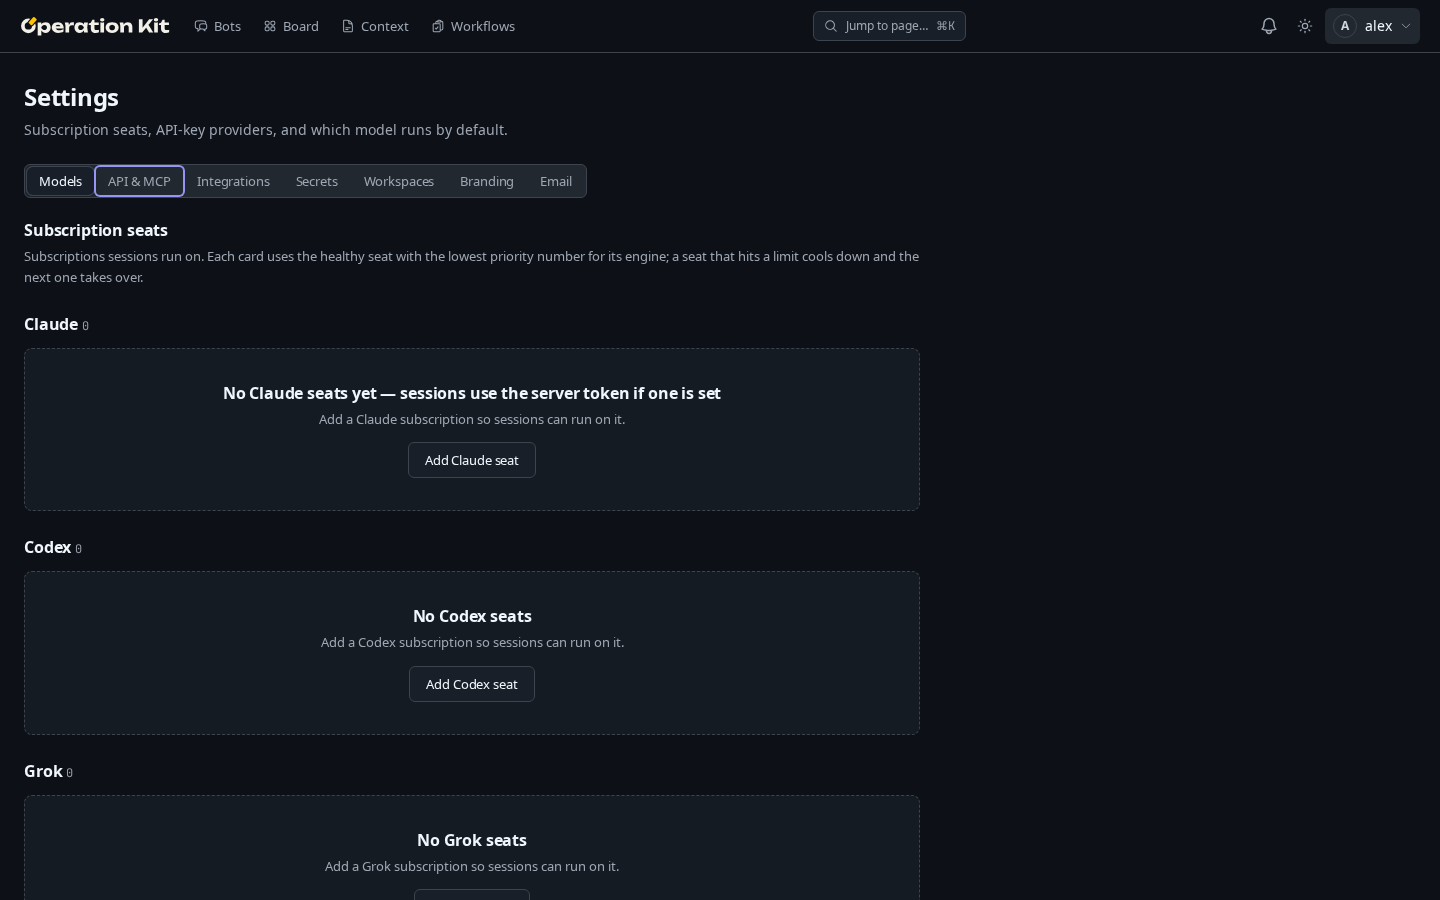 Operation Kit
Bots
Board
Context
Workflows
Jump to page... ⌘K
A
alex
Settings
Subscription seats, API-key providers, and which model runs by default.
Models
API & MCP
Integrations
Secrets
Workspaces
Branding
Email
Subscription seats
Subscriptions sessions run on. Each card uses the healthy seat with the lowest priority number for its engine; a seat that hits a limit cools down and the
next one takes over.
Claude 0
No Claude seats yet — sessions use the server token if one is set
Add a Claude subscription so sessions can run on it.
Add Claude seat
Codex 0
No Codex seats
Add a Codex subscription so sessions can run on it.
Add Codex seat
Grok 0
No Grok seats
Add a Grok subscription so sessions can run on it.